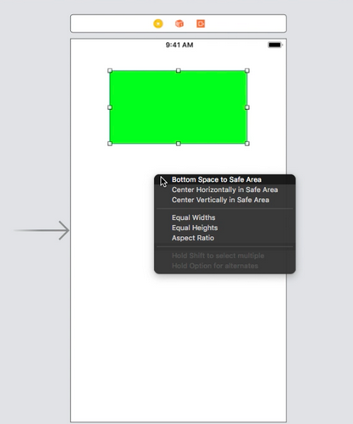 9:41 AM
Bottom Space to Safe Area
Center Horizontally in Safe Area
Center Vertically in Safe Area
Equal Widths
Equal Heights
Aspect Ratio
Hold Shift to select multiple
Hold Option for alternates